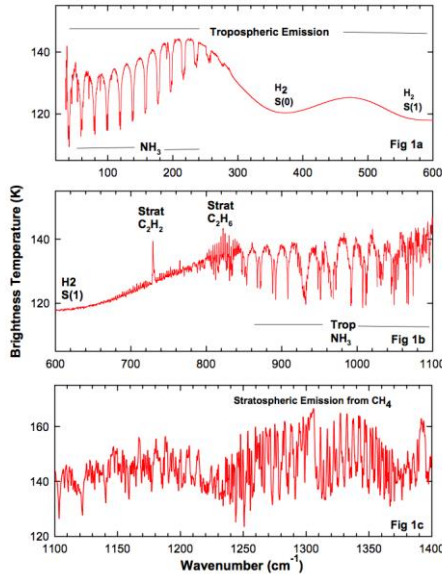 Tropospheric Emission
140
120
H2
S(0)
H2
S(1)
NH3
Fig 1a
100 200 300 400 500 600
Brightness Temperature (K)
Strat
C2H2
Strat
C2H6
140
120
H2
S(1)
Trop
NH3
Fig 1b
600 700 800 900 1000 1100
Stratospheric Emission from CH4
160
140
120
Fig 1c
1100 1150 1200 1250 1300 1350 1400
Wavenumber (cm-1)